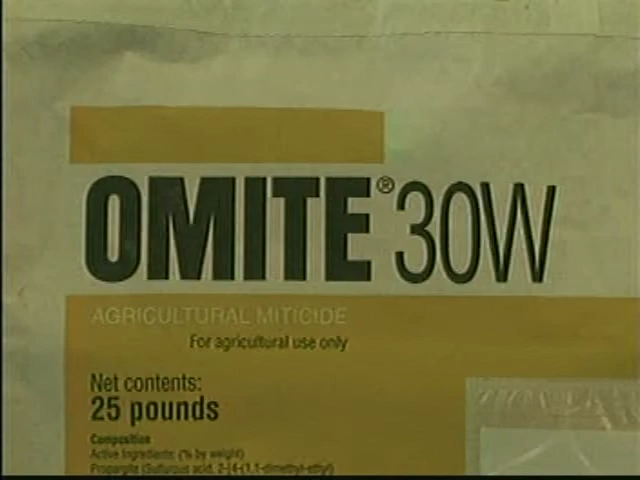 OMITE® 30W
AGRICULTURAL MITICIDE
For agricultural use only
Net contents:
25 pounds
Composition
Active Ingredients: (% by weight)
Propargite (Sulfurous acid, 2-[4-(1,1-dimethyl-ethyl)